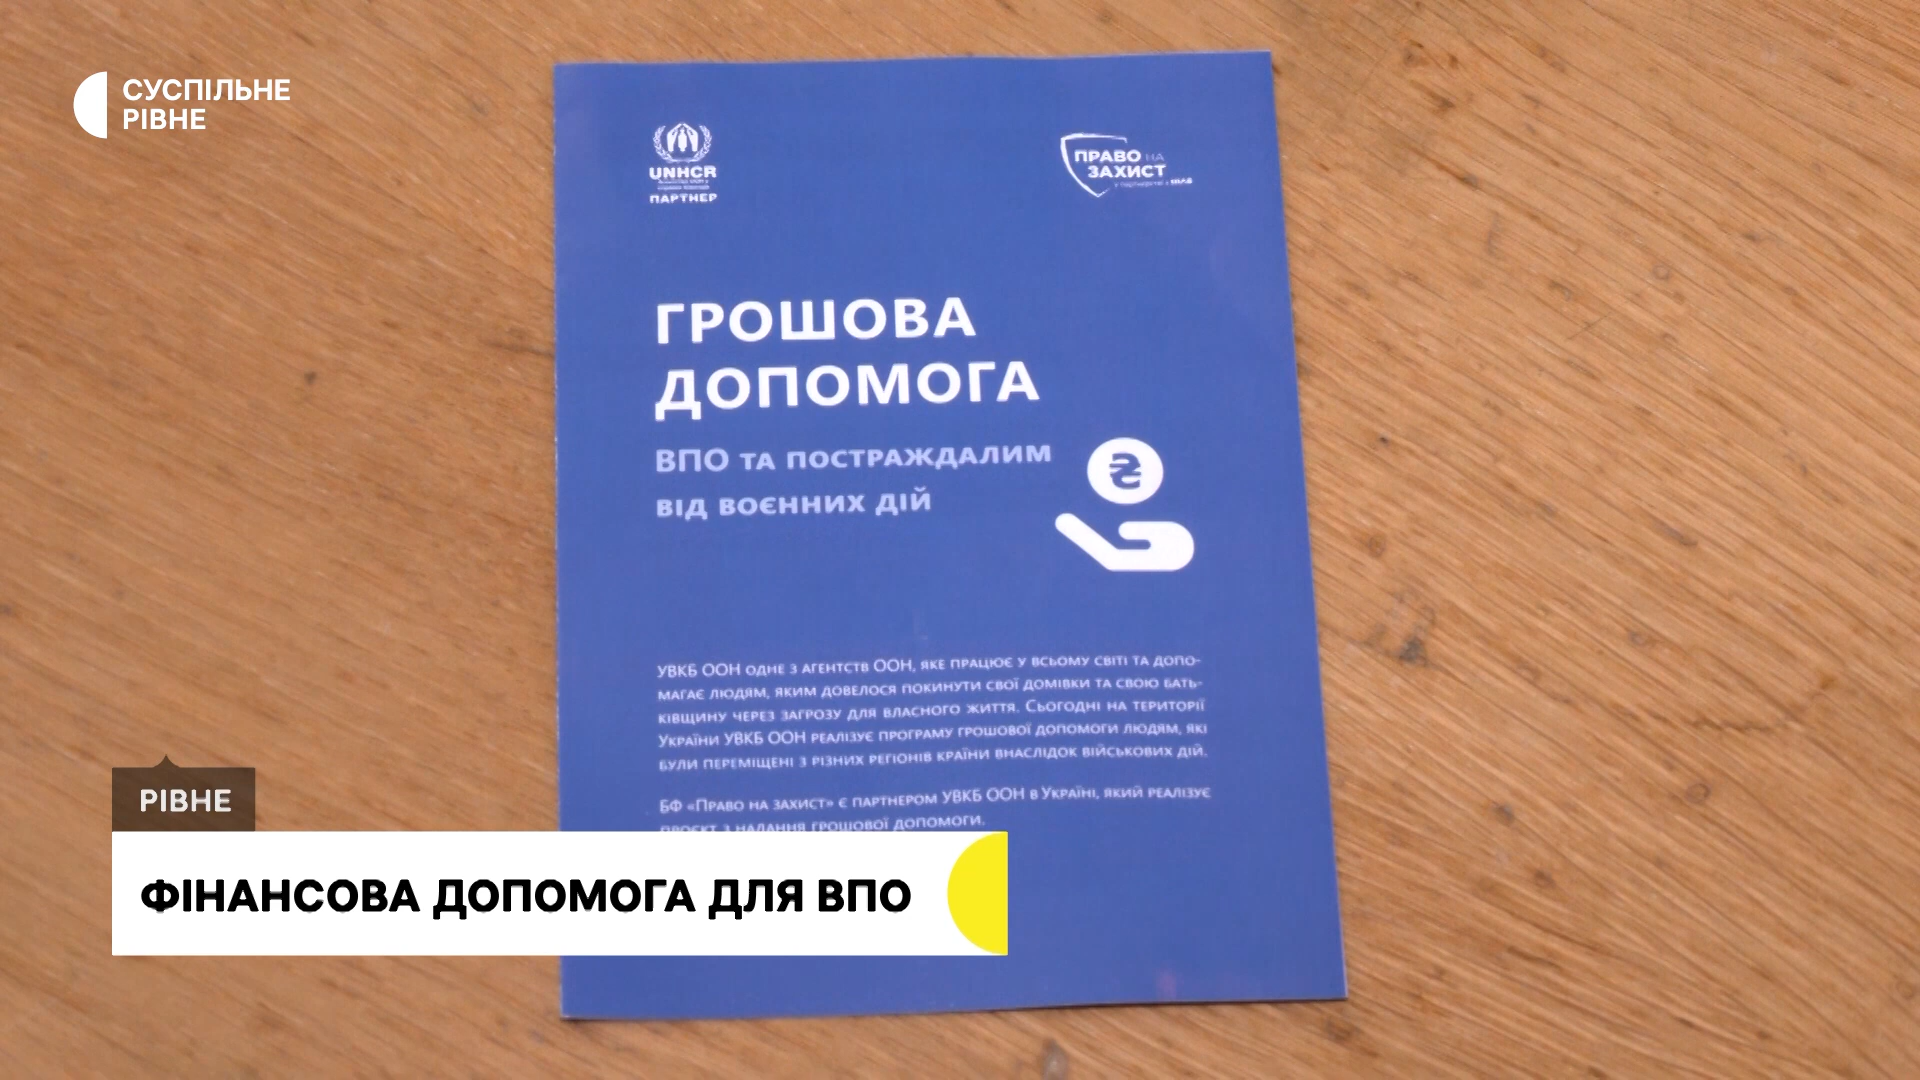 СУСПІЛЬНЕ
РІВНЕ
UNHCR
ПАРТНЕР
ПРАВО НА
ЗАХИСТ
ГРОШОВА
ДОПОМОГА
ВПО ТА ПОСТРАЖДАЛИМ
ВІД ВОЄННИХ ДІЙ
₴
УВКБ ООН ОДНЕ З АГЕНТСТВ ООН, ЯКЕ ПРАЦЮЄ У ВСЬОМУ СВІТІ ТА ДОПО-
МАГАЄ ЛЮДЯМ, ЯКИМ ДОВЕЛОСЯ ПОКИНУТИ СВОЇ ДОМІВКИ ТА СВОЮ БАТЬ-
КІВЩИНУ ЧЕРЕЗ ЗАГРОЗУ ДЛЯ ВЛАСНОГО ЖИТТЯ. СЬОГОДНІ НА ТЕРИТОРІЇ
УКРАЇНИ УВКБ ООН РЕАЛІЗУЄ ПРОГРАМУ ГРОШОВОЇ ДОПОМОГИ ЛЮДЯМ, ЯКІ
БУЛИ ПЕРЕМІЩЕНІ З РІЗНИХ РЕГІОНІВ КРАЇНИ ВНАСЛІДОК ВІЙСЬКОВИХ ДІЙ.
БФ «ПРАВО НА ЗАХИСТ» Є ПАРТНЕРОМ УВКБ ООН В УКРАЇНІ, ЯКИЙ РЕАЛІЗУЄ
ПРОЄКТ З НАДАННЯ ГРОШОВОЇ ДОПОМОГИ.
РІВНЕ
ФІНАНСОВА ДОПОМОГА ДЛЯ ВПО